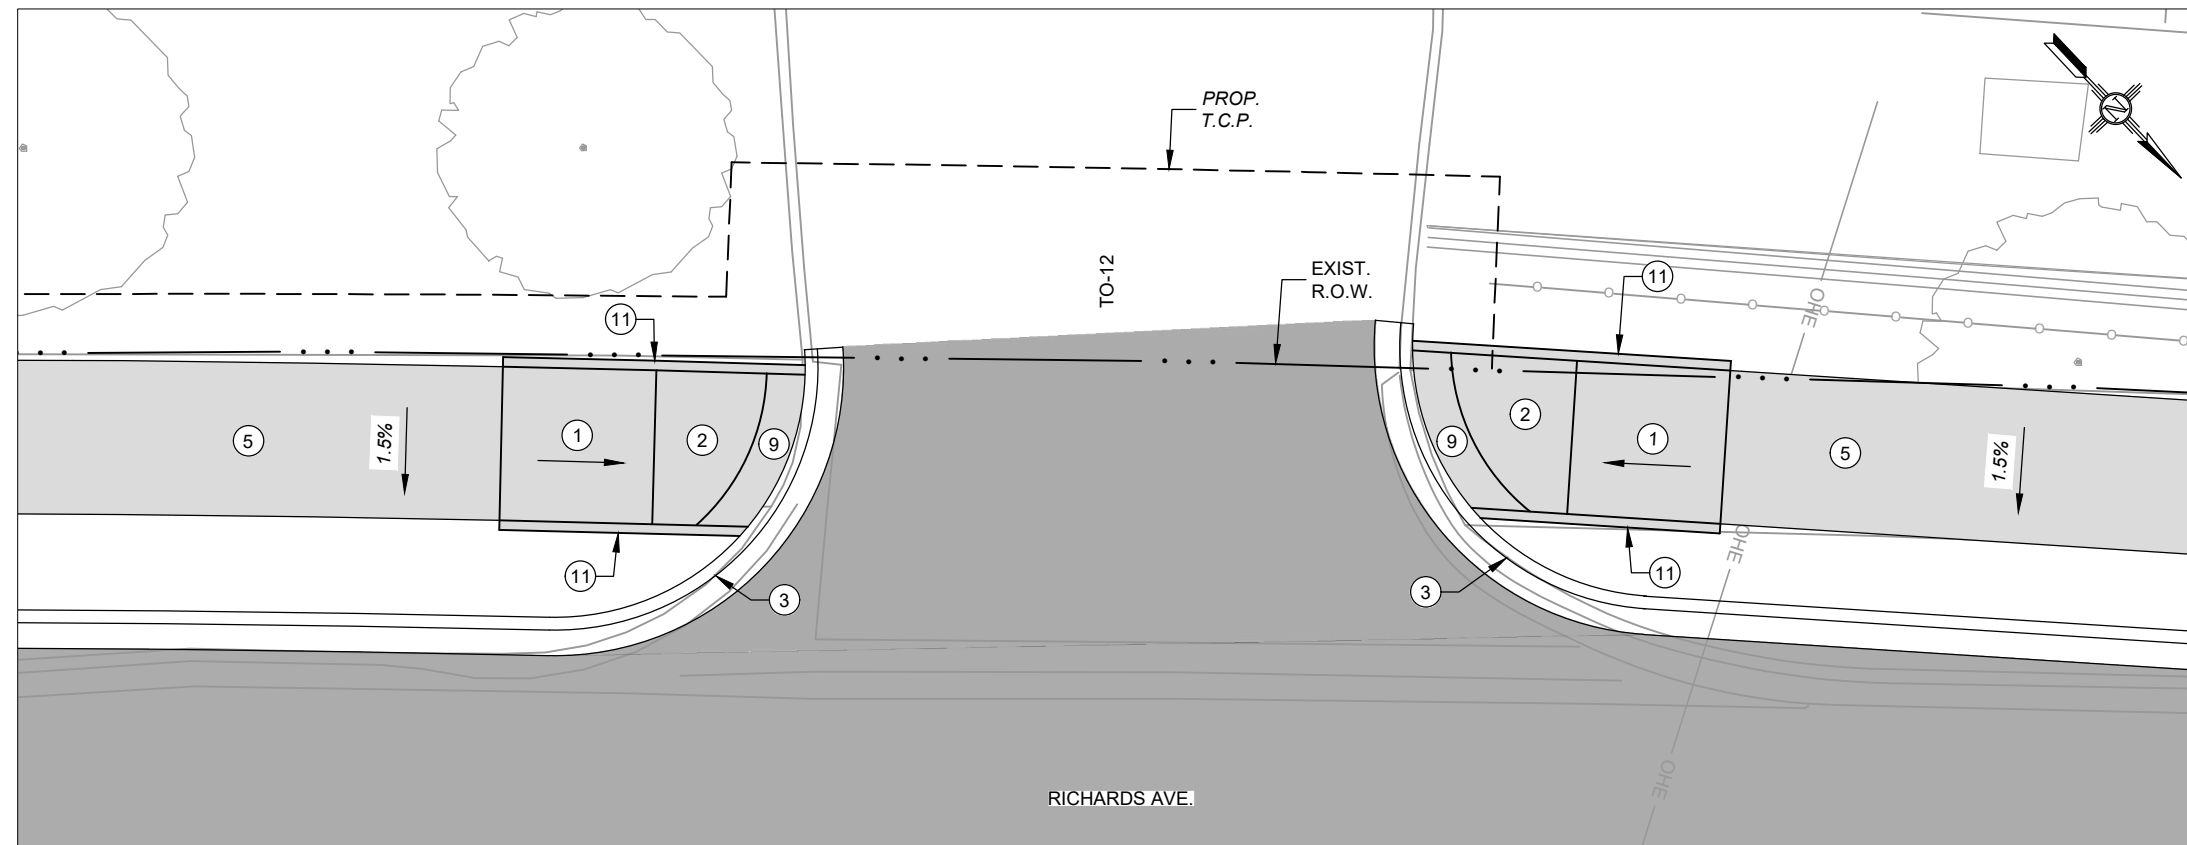 PROP.
T.C.P.
N
TO-12
EXIST.
R.O.W.
11
11
OHE
5
1.5%
1
2
9
9
2
1
5
1.5%
11
11
OHE
3
3
OHE
RICHARDS AVE.